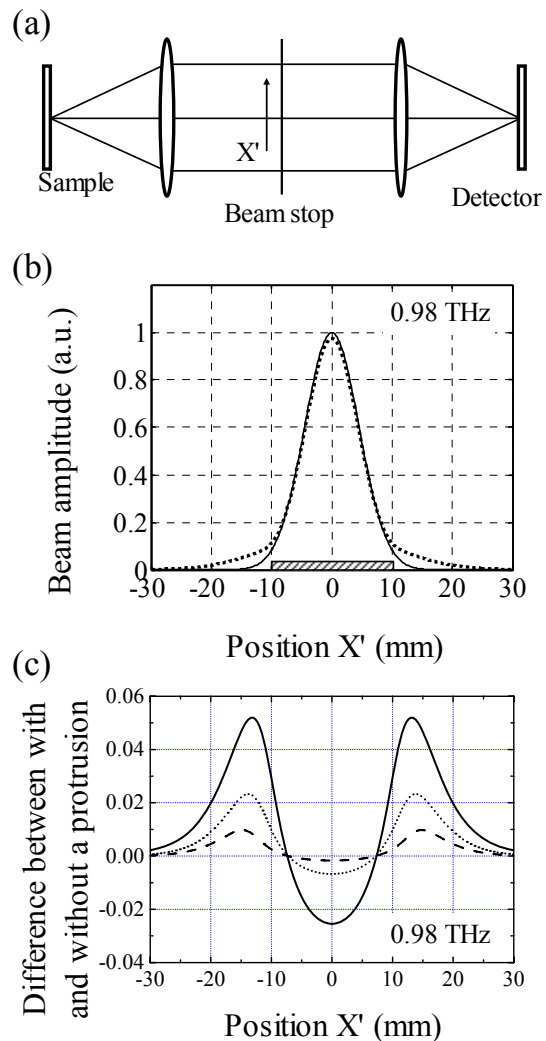 (a)
X'
Sample
Beam stop
Detector
(b)
0.98 THz
Beam amplitude (a.u.)
1
0.8
0.6
0.4
0.2
0
-30 -20 -10 0 10 20 30
Position X' (mm)
(c)
Difference between with
and without a protrusion
0.06
0.04
0.02
0.00
-0.02
-0.04
0.98 THz
-30 -20 -10 0 10 20 30
Position X' (mm)